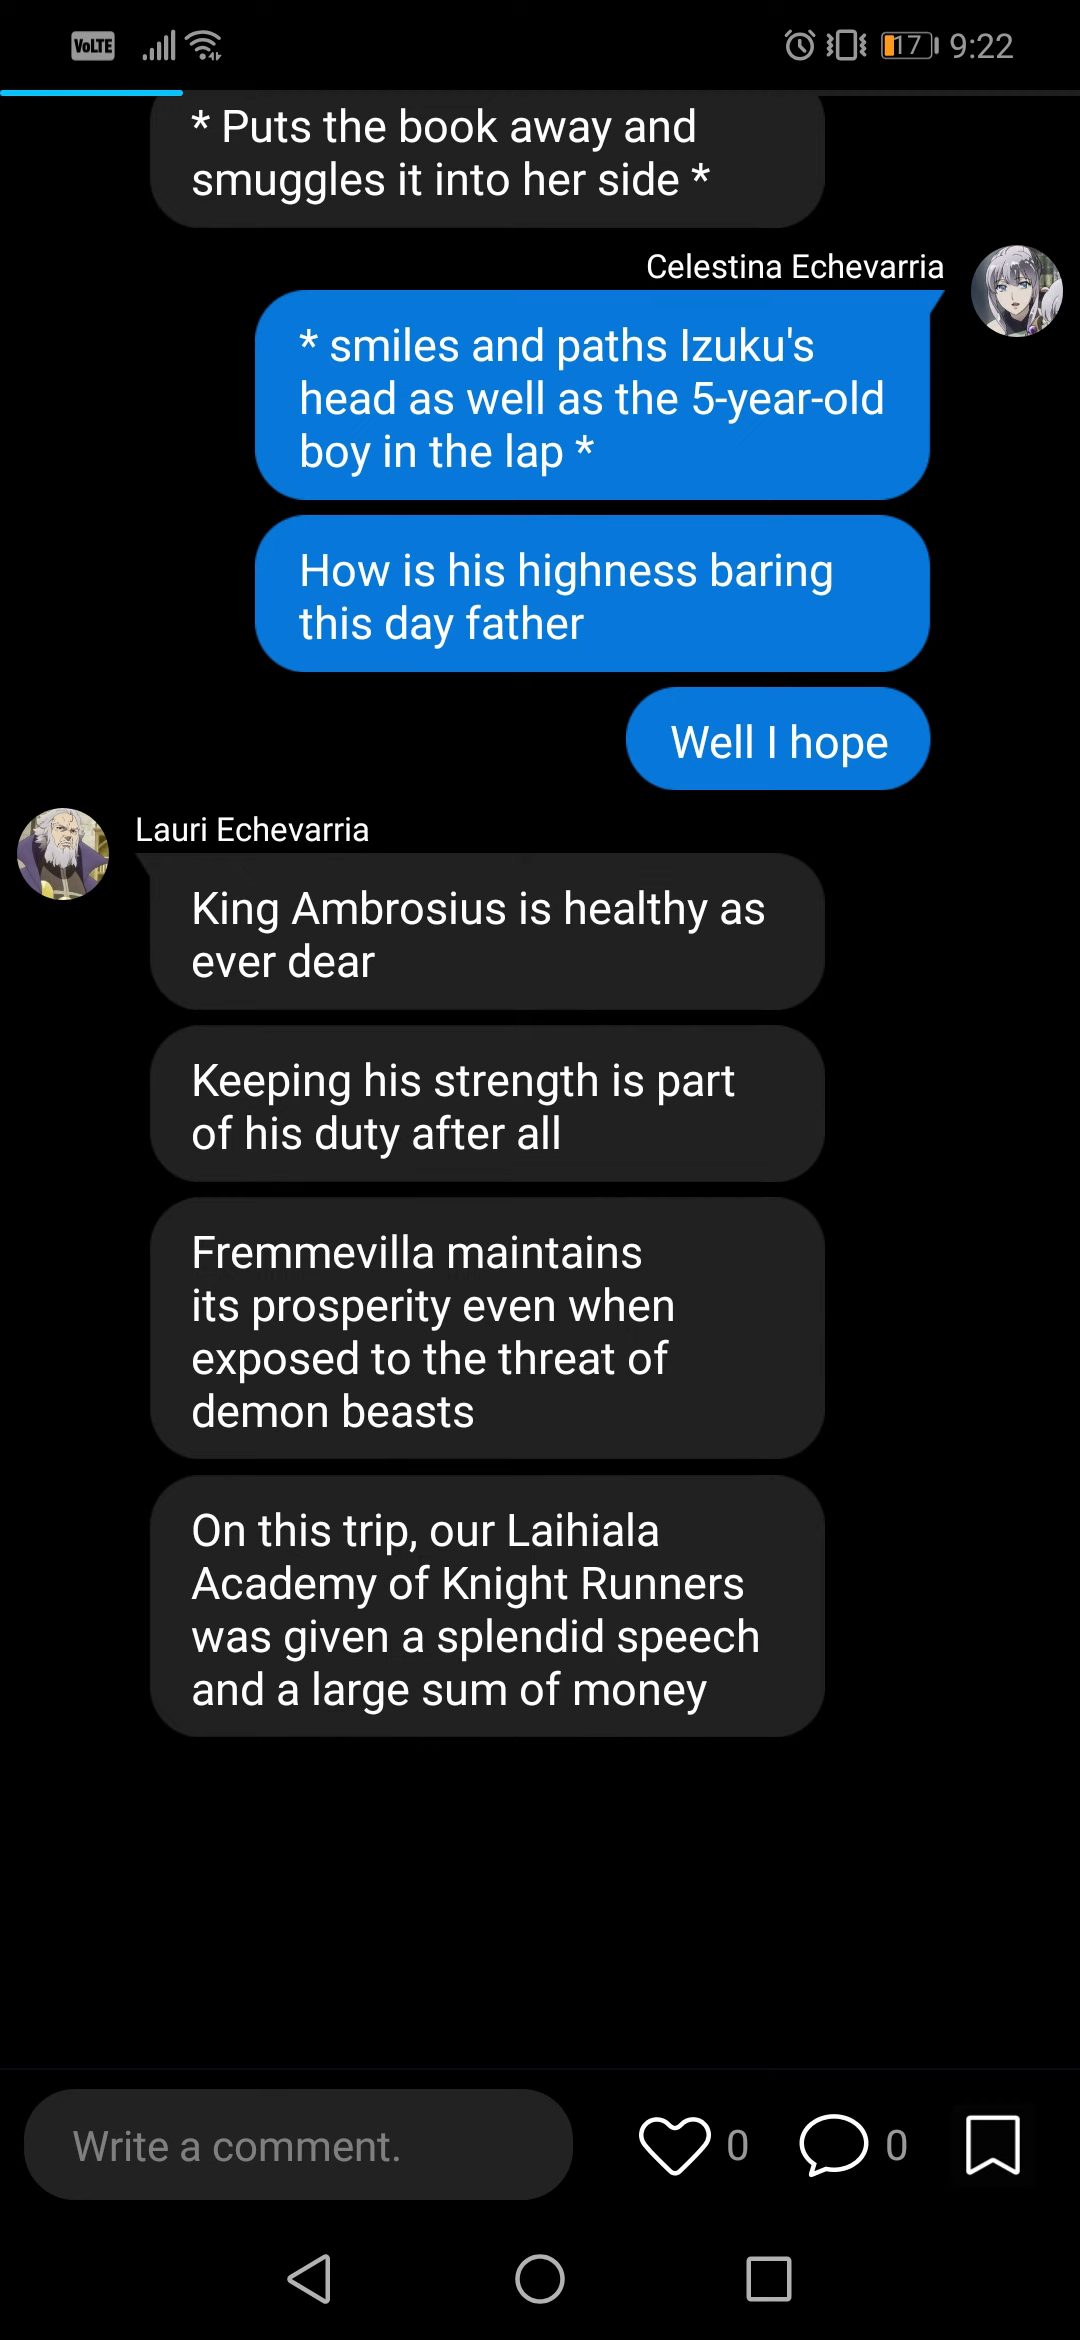 VoLTE
17
9:22
* Puts the book away and
smuggles it into her side *
Celestina Echevarria
* smiles and paths Izuku's
head as well as the 5-year-old
boy in the lap *
How is his highness baring
this day father
Well I hope
Lauri Echevarria
King Ambrosius is healthy as
ever dear
Keeping his strength is part
of his duty after all
Fremmevilla maintains
its prosperity even when
exposed to the threat of
demon beasts
On this trip, our Laihiala
Academy of Knight Runners
was given a splendid speech
and a large sum of money
Write a comment.
0
0